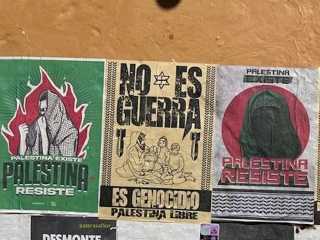 PALESTINA EXISTE
PALESTINA
RESISTE
NO ES
GUERRA
ES GENOCIDIO
PALESTINA LIBRE
PALESTINA
EXISTE
PALESTINA
RESISTE
DESMONTE